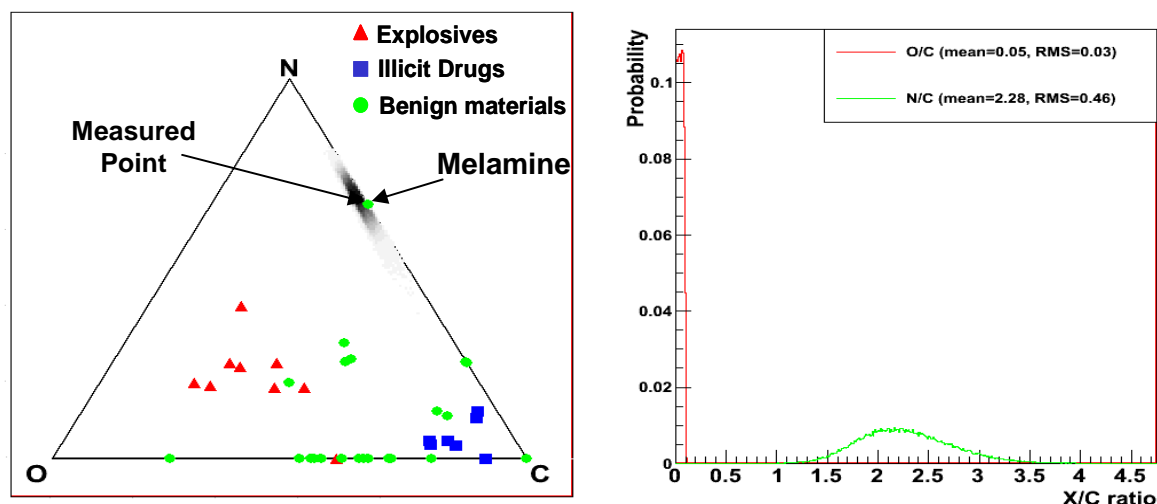 Explosives
Illicit Drugs
Benign materials
N
Measured
Point
Melamine
O
C
Probability
0.1
0.08
0.06
0.04
0.02
0
O/C (mean=0.05, RMS=0.03)
N/C (mean=2.28, RMS=0.46)
0 0.5 1 1.5 2 2.5 3 3.5 4 4.5
X/C ratio